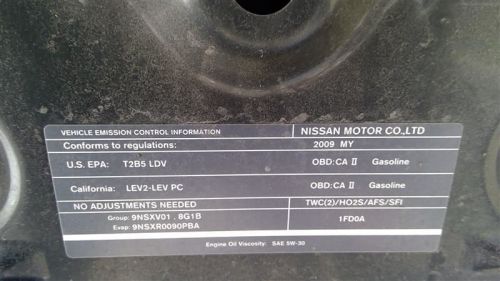 VEHICLE EMISSION CONTROL INFORMATION NISSAN MOTOR CO.,LTD
Conforms to regulations: 2009 MY
U.S. EPA: T2B5 LDV OBD:CA II Gasoline
California: LEV2-LEV PC OBD:CA II Gasoline
NO ADJUSTMENTS NEEDED TWC(2)/HO2S/AFS/SFI
Group: 9NSXV01.8G1B 1FD0A
Evap: 9NSXR0090PBA
Engine Oil Viscosity: SAE 5W-30